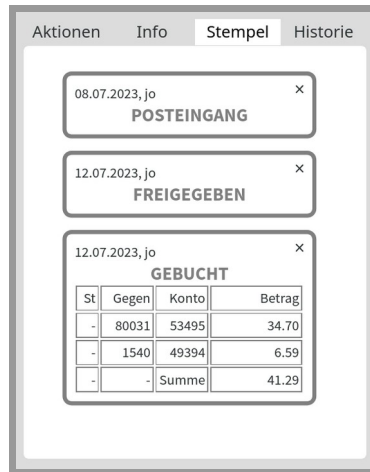 Aktionen Info Stempel Historie
08.07.2023, jo ×
POSTEINGANG
12.07.2023, jo ×
FREIGEGEBEN
12.07.2023, jo ×
GEBUCHT
St Gegen Konto Betrag
- 80031 53495 34.70
- 1540 49394 6.59
- - Summe 41.29